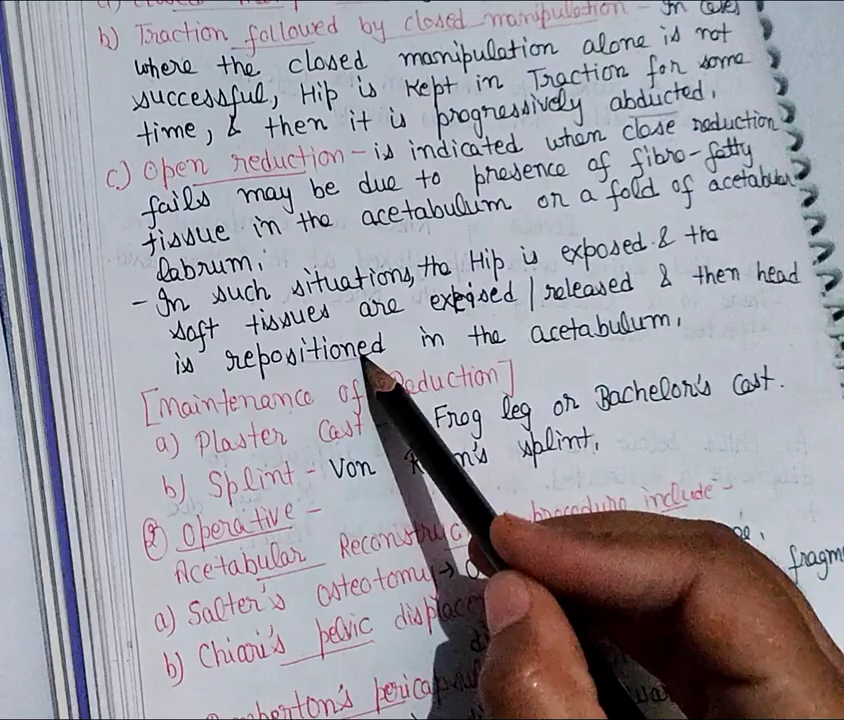 b) Traction followed by closed manipulation - In cases
where the closed manipulation alone is not
successful, Hip is kept in Traction for some
time, & then it is progressively abducted.
c.) Open reduction - is indicated when close reduction
fails may be due to presence of fibro-fatty
tissue in the acetabulum or a fold of acetabular
labrum.
- In such situations, the Hip is exposed & the
soft tissues are excised / released & then head
is repositioned in the acetabulum.
[Maintenance of Reduction]
a) Plaster Cast - Frog leg or Bachelor's cast.
b) Splint - Von splint.
② Operative -
Acetabular procedure include -
a) Salter's osteotomy →
b) Chiari's pelvic